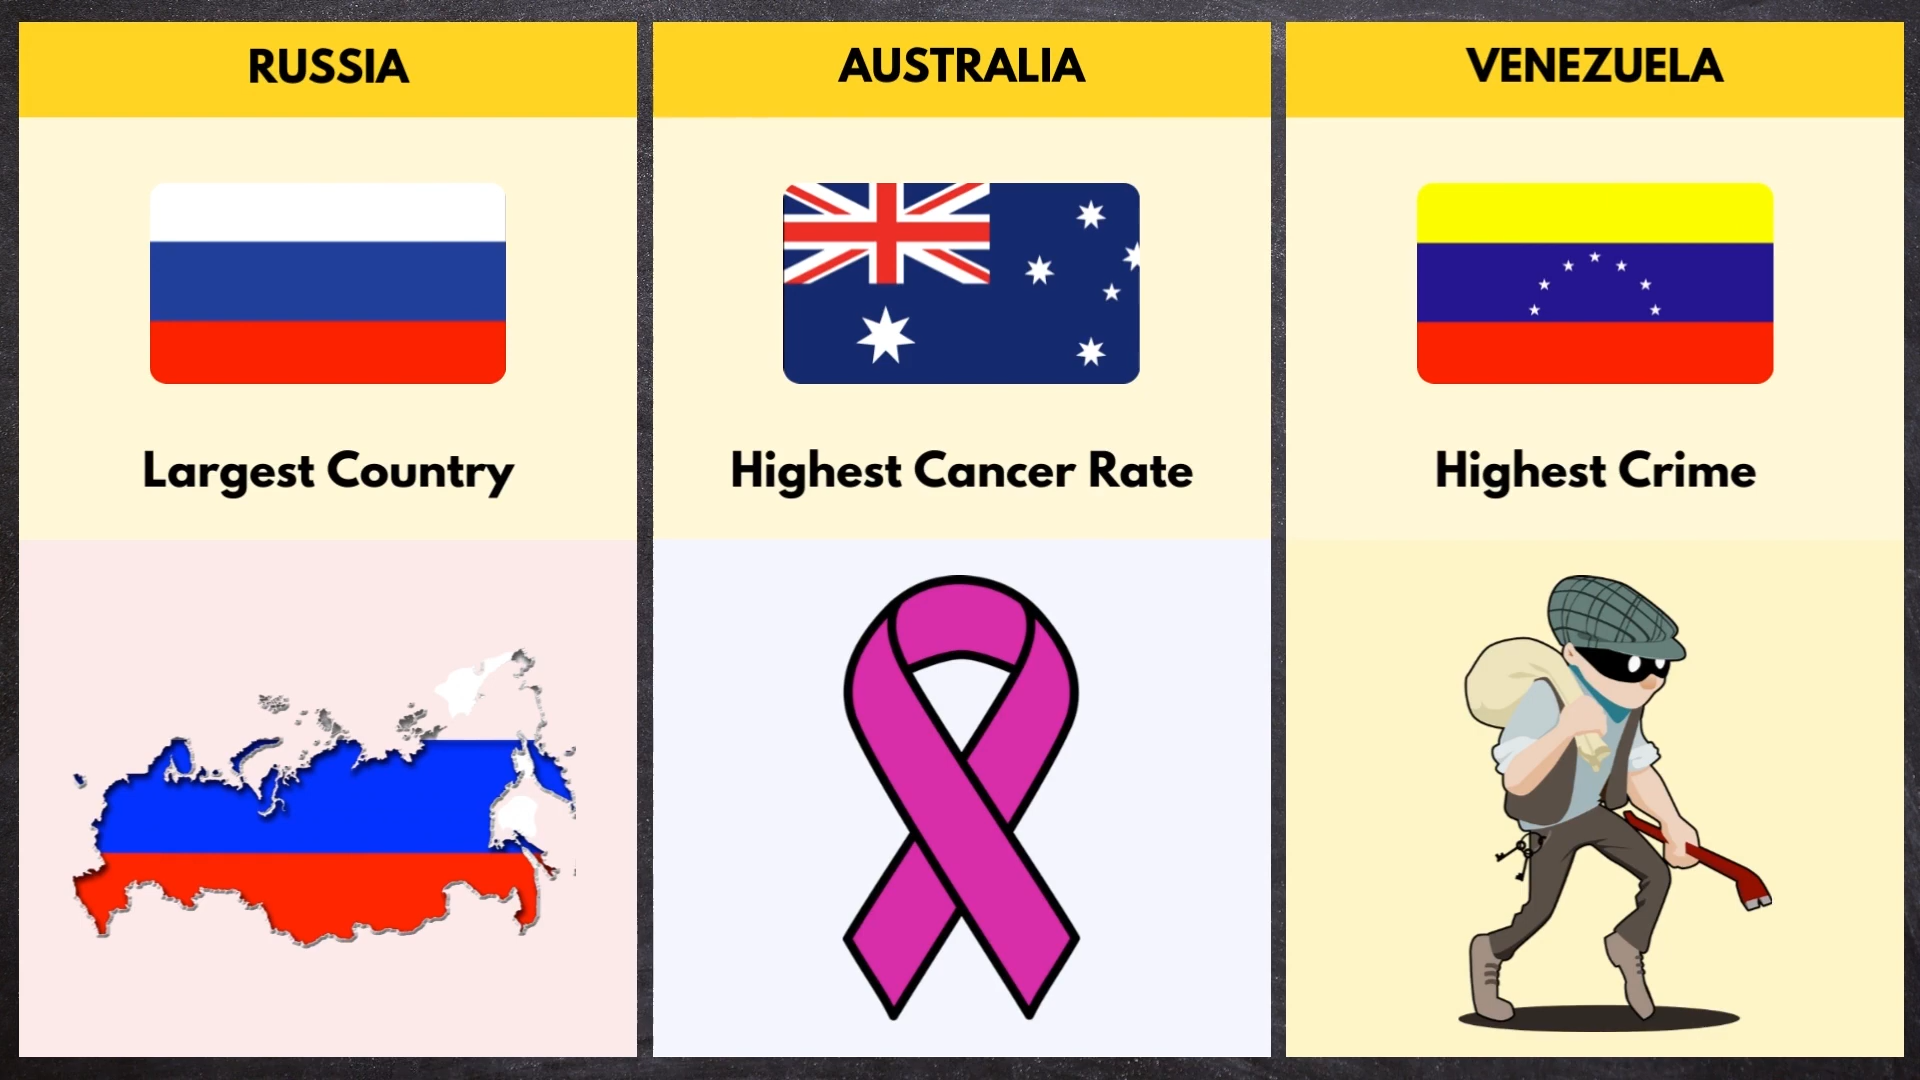 RUSSIA
Largest Country
AUSTRALIA
Highest Cancer Rate
VENEZUELA
Highest Crime